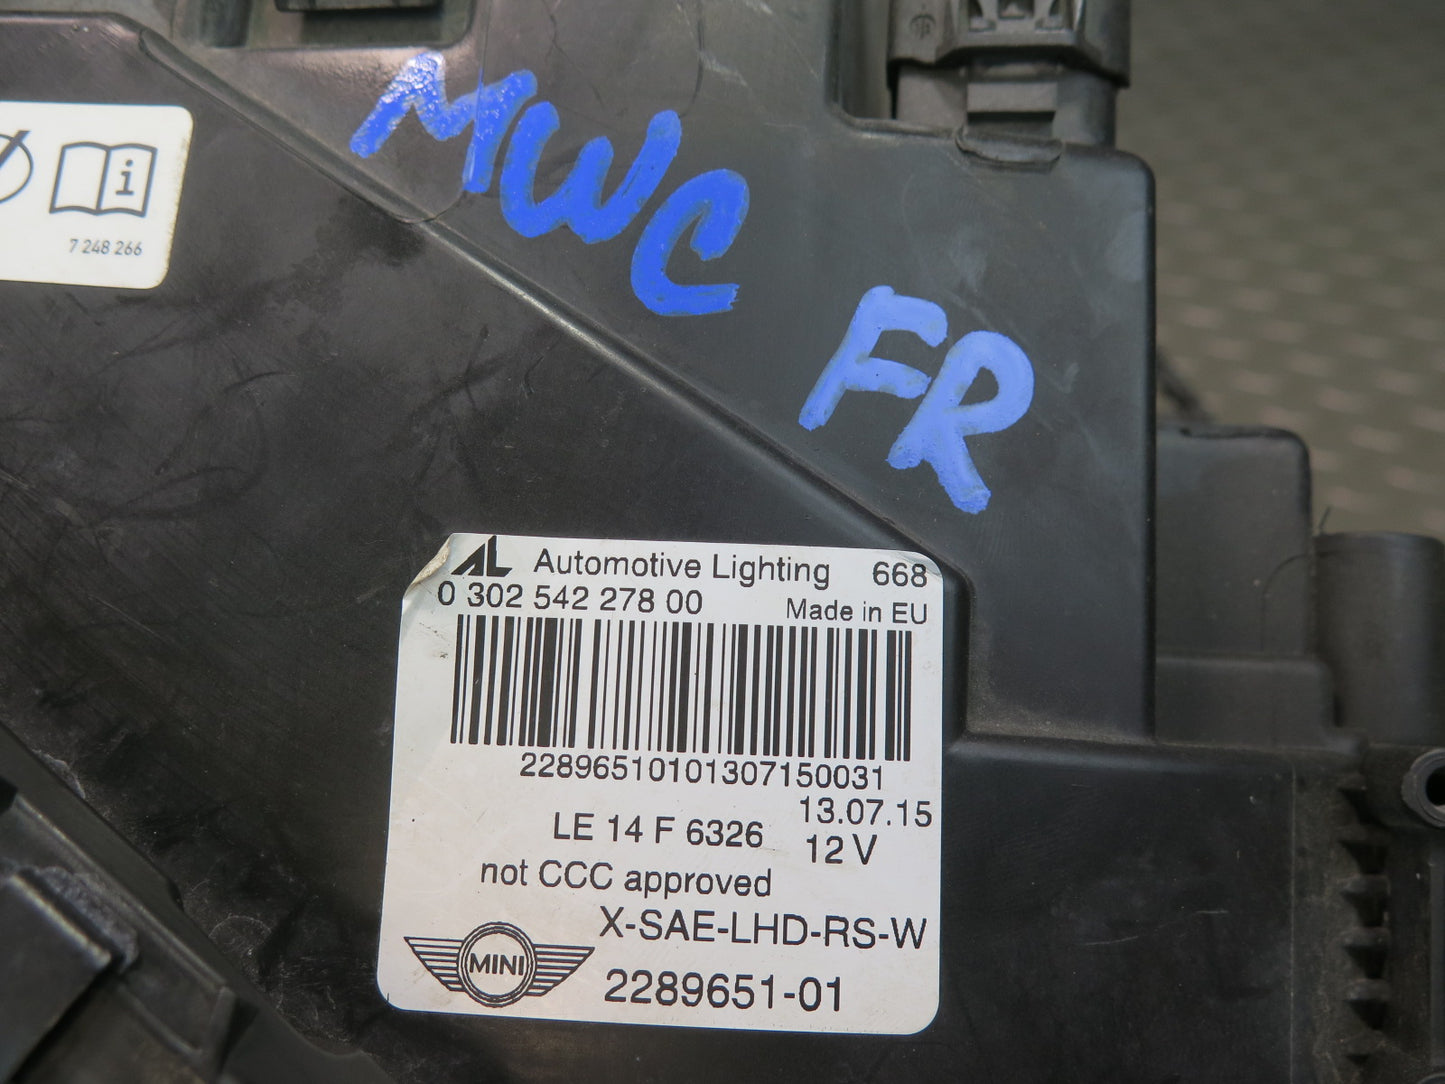 MWC FR
7 248 266
AL Automotive Lighting 668
0 302 542 278 00 Made in EU
22896510101307150031
13.07.15
LE 14 F 6326 12 V
not CCC approved
X-SAE-LHD-RS-W
MINI 2289651-01